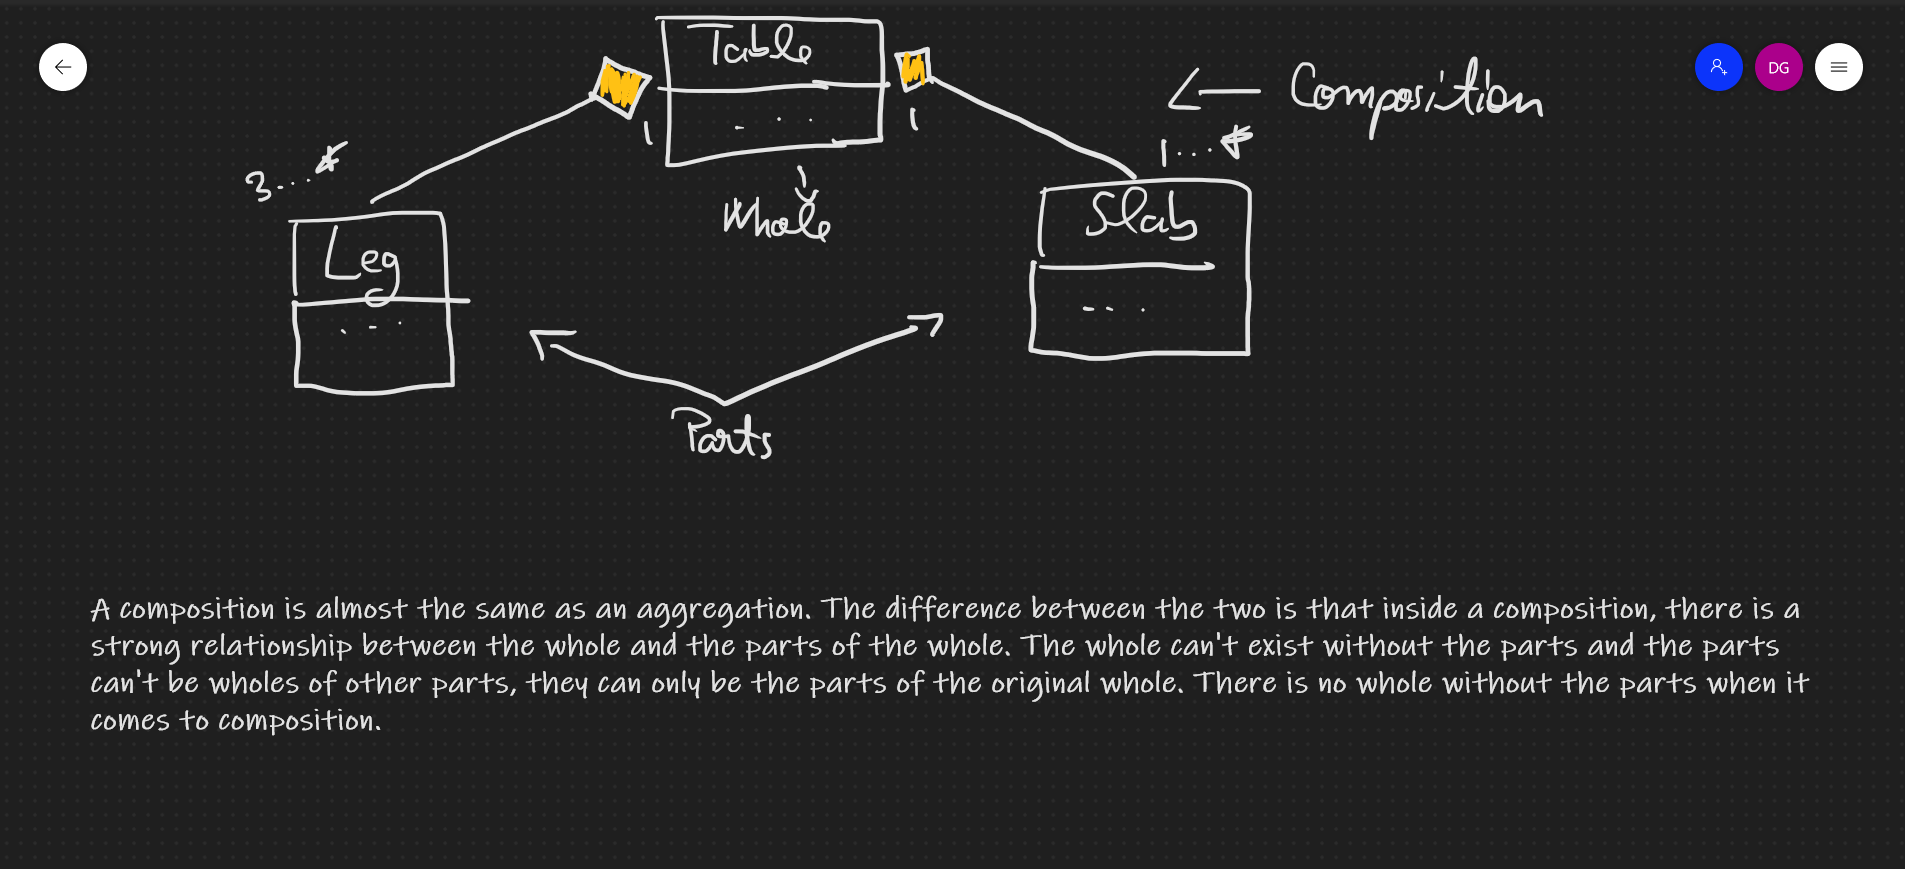 Table
DG
Composition
1
1
1...*
3...*
Whole
Slab
Leg
Parts
A composition is almost the same as an aggregation. The difference between the two is that inside a composition, there is a
strong relationship between the whole and the parts of the whole. The whole can't exist without the parts and the parts
can't be wholes of other parts, they can only be the parts of the original whole. There is no whole without the parts when it
comes to composition.